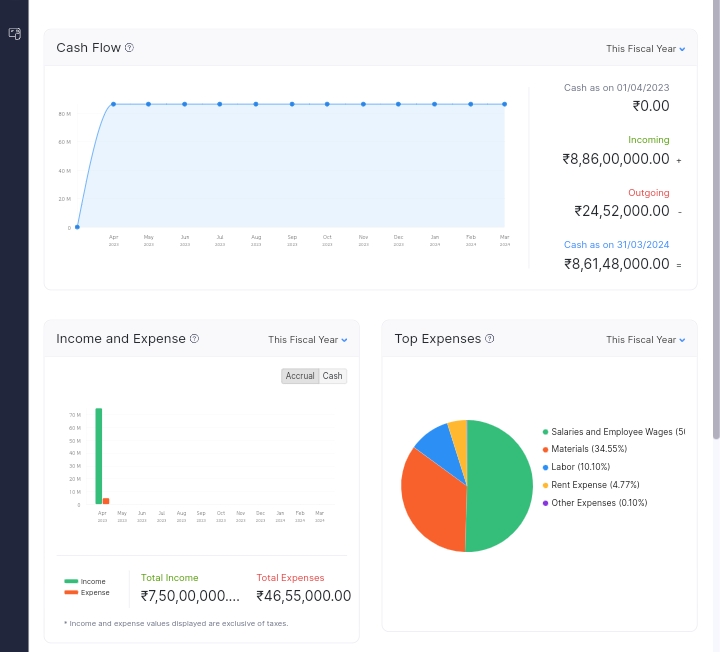 Cash Flow
This Fiscal Year
Cash as on 01/04/2023
₹0.00
Incoming
₹8,86,00,000.00 +
Outgoing
₹24,52,000.00 -
Cash as on 31/03/2024
₹8,61,48,000.00 =
80 M
60 M
40 M
20 M
0
Apr May Jun Jul Aug Sep Oct Nov Dec Jan Feb Mar
2023 2023 2023 2023 2023 2023 2023 2023 2023 2024 2024 2024
Income and Expense
This Fiscal Year
Accrual Cash
70 M
60 M
50 M
40 M
30 M
20 M
10 M
0
Apr May Jun Jul Aug Sep Oct Nov Dec Jan Feb Mar
2023 2023 2023 2023 2023 2023 2023 2023 2023 2024 2024 2024
Income
Expense
Total Income
₹7,50,00,000....
Total Expenses
₹46,55,000.00
* Income and expense values displayed are exclusive of taxes.
Top Expenses
This Fiscal Year
Salaries and Employee Wages (50
Materials (34.55%)
Labor (10.10%)
Rent Expense (4.77%)
Other Expenses (0.10%)